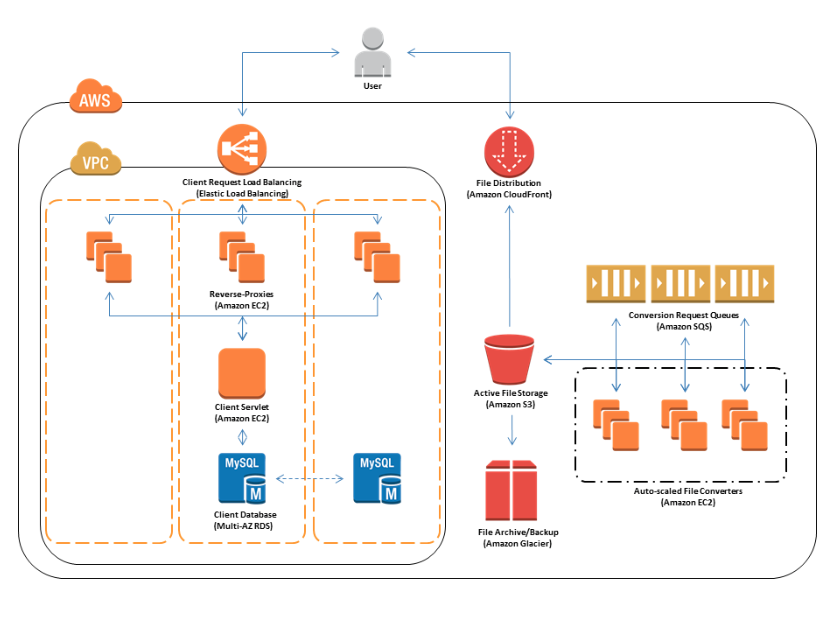 User
AWS
VPC
Client Request Load Balancing
(Elastic Load Balancing)
File Distribution
(Amazon CloudFront)
Reverse-Proxies
(Amazon EC2)
Conversion Request Queues
(Amazon SQS)
Client Servlet
(Amazon EC2)
Active File Storage
(Amazon S3)
MySQL
M
MySQL
M
Client Database
(Multi-AZ RDS)
Auto-scaled File Converters
(Amazon EC2)
File Archive/Backup
(Amazon Glacier)